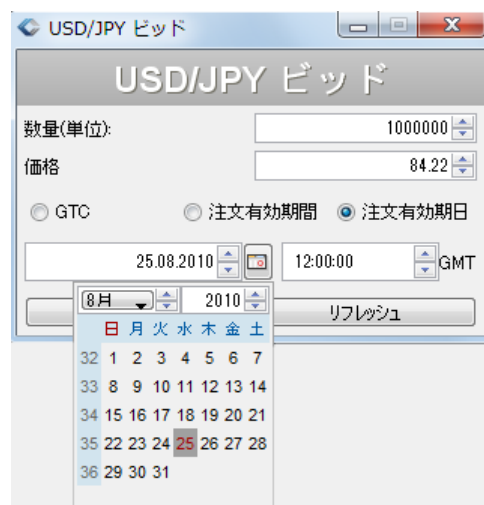 USD/JPY ビッド
USD/JPY ビッド
数量(単位): 1000000
価格 84.22
GTC 注文有効期間 注文有効期日
25.08.2010 12:00:00 GMT
8月 2010 リフレッシュ
日 月 火 水 木 金 土
32 1 2 3 4 5 6 7
33 8 9 10 11 12 13 14
34 15 16 17 18 19 20 21
35 22 23 24 25 26 27 28
36 29 30 31